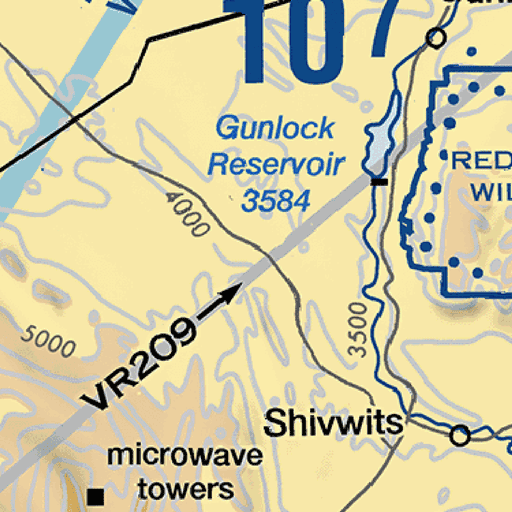 10⁷
Gunlock
Reservoir
3584
RED
WIL
4000
3500
5000
VR209
Shivwits
microwave
towers